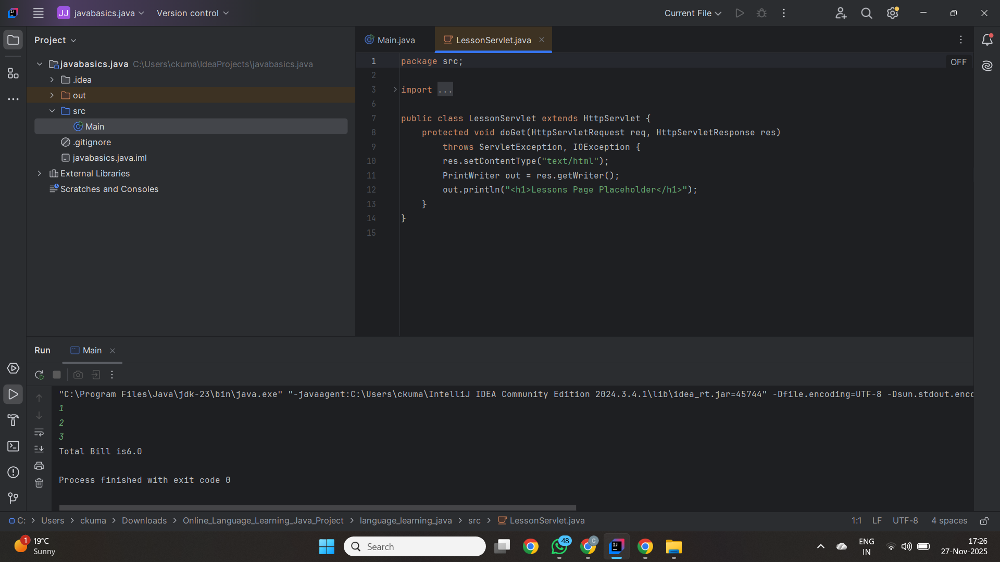 JJ javabasics.java Version control Current File
Project
Main.java LessonServlet.java
javabasics.java C:\Users\ckuma\IdeaProjects\javabasics.java
.idea
out
src
Main
.gitignore
javabasics.java.iml
External Libraries
Scratches and Consoles
OFF
1 package src;
2
3 import ...
6
7 public class LessonServlet extends HttpServlet {
8 protected void doGet(HttpServletRequest req, HttpServletResponse res)
9 throws ServletException, IOException {
10 res.setContentType("text/html");
11 PrintWriter out = res.getWriter();
12 out.println("<h1>Lessons Page Placeholder</h1>");
13 }
14 }
15
Run Main
"C:\Program Files\Java\jdk-23\bin\java.exe" "-javaagent:C:\Users\ckuma\IntelliJ IDEA Community Edition 2024.3.4.1\lib\idea_rt.jar=45744" -Dfile.encoding=UTF-8 -Dsun.stdout.enc
1
2
3
Total Bill is6.0
Process finished with exit code 0
C: > Users > ckuma > Downloads > Online_Language_Learning_Java_Project > language_learning_java > src > LessonServlet.java 1:1 LF UTF-8 4 spaces
1 19°C
Sunny
Search
48
C
ENG
IN
17:26
27-Nov-2025